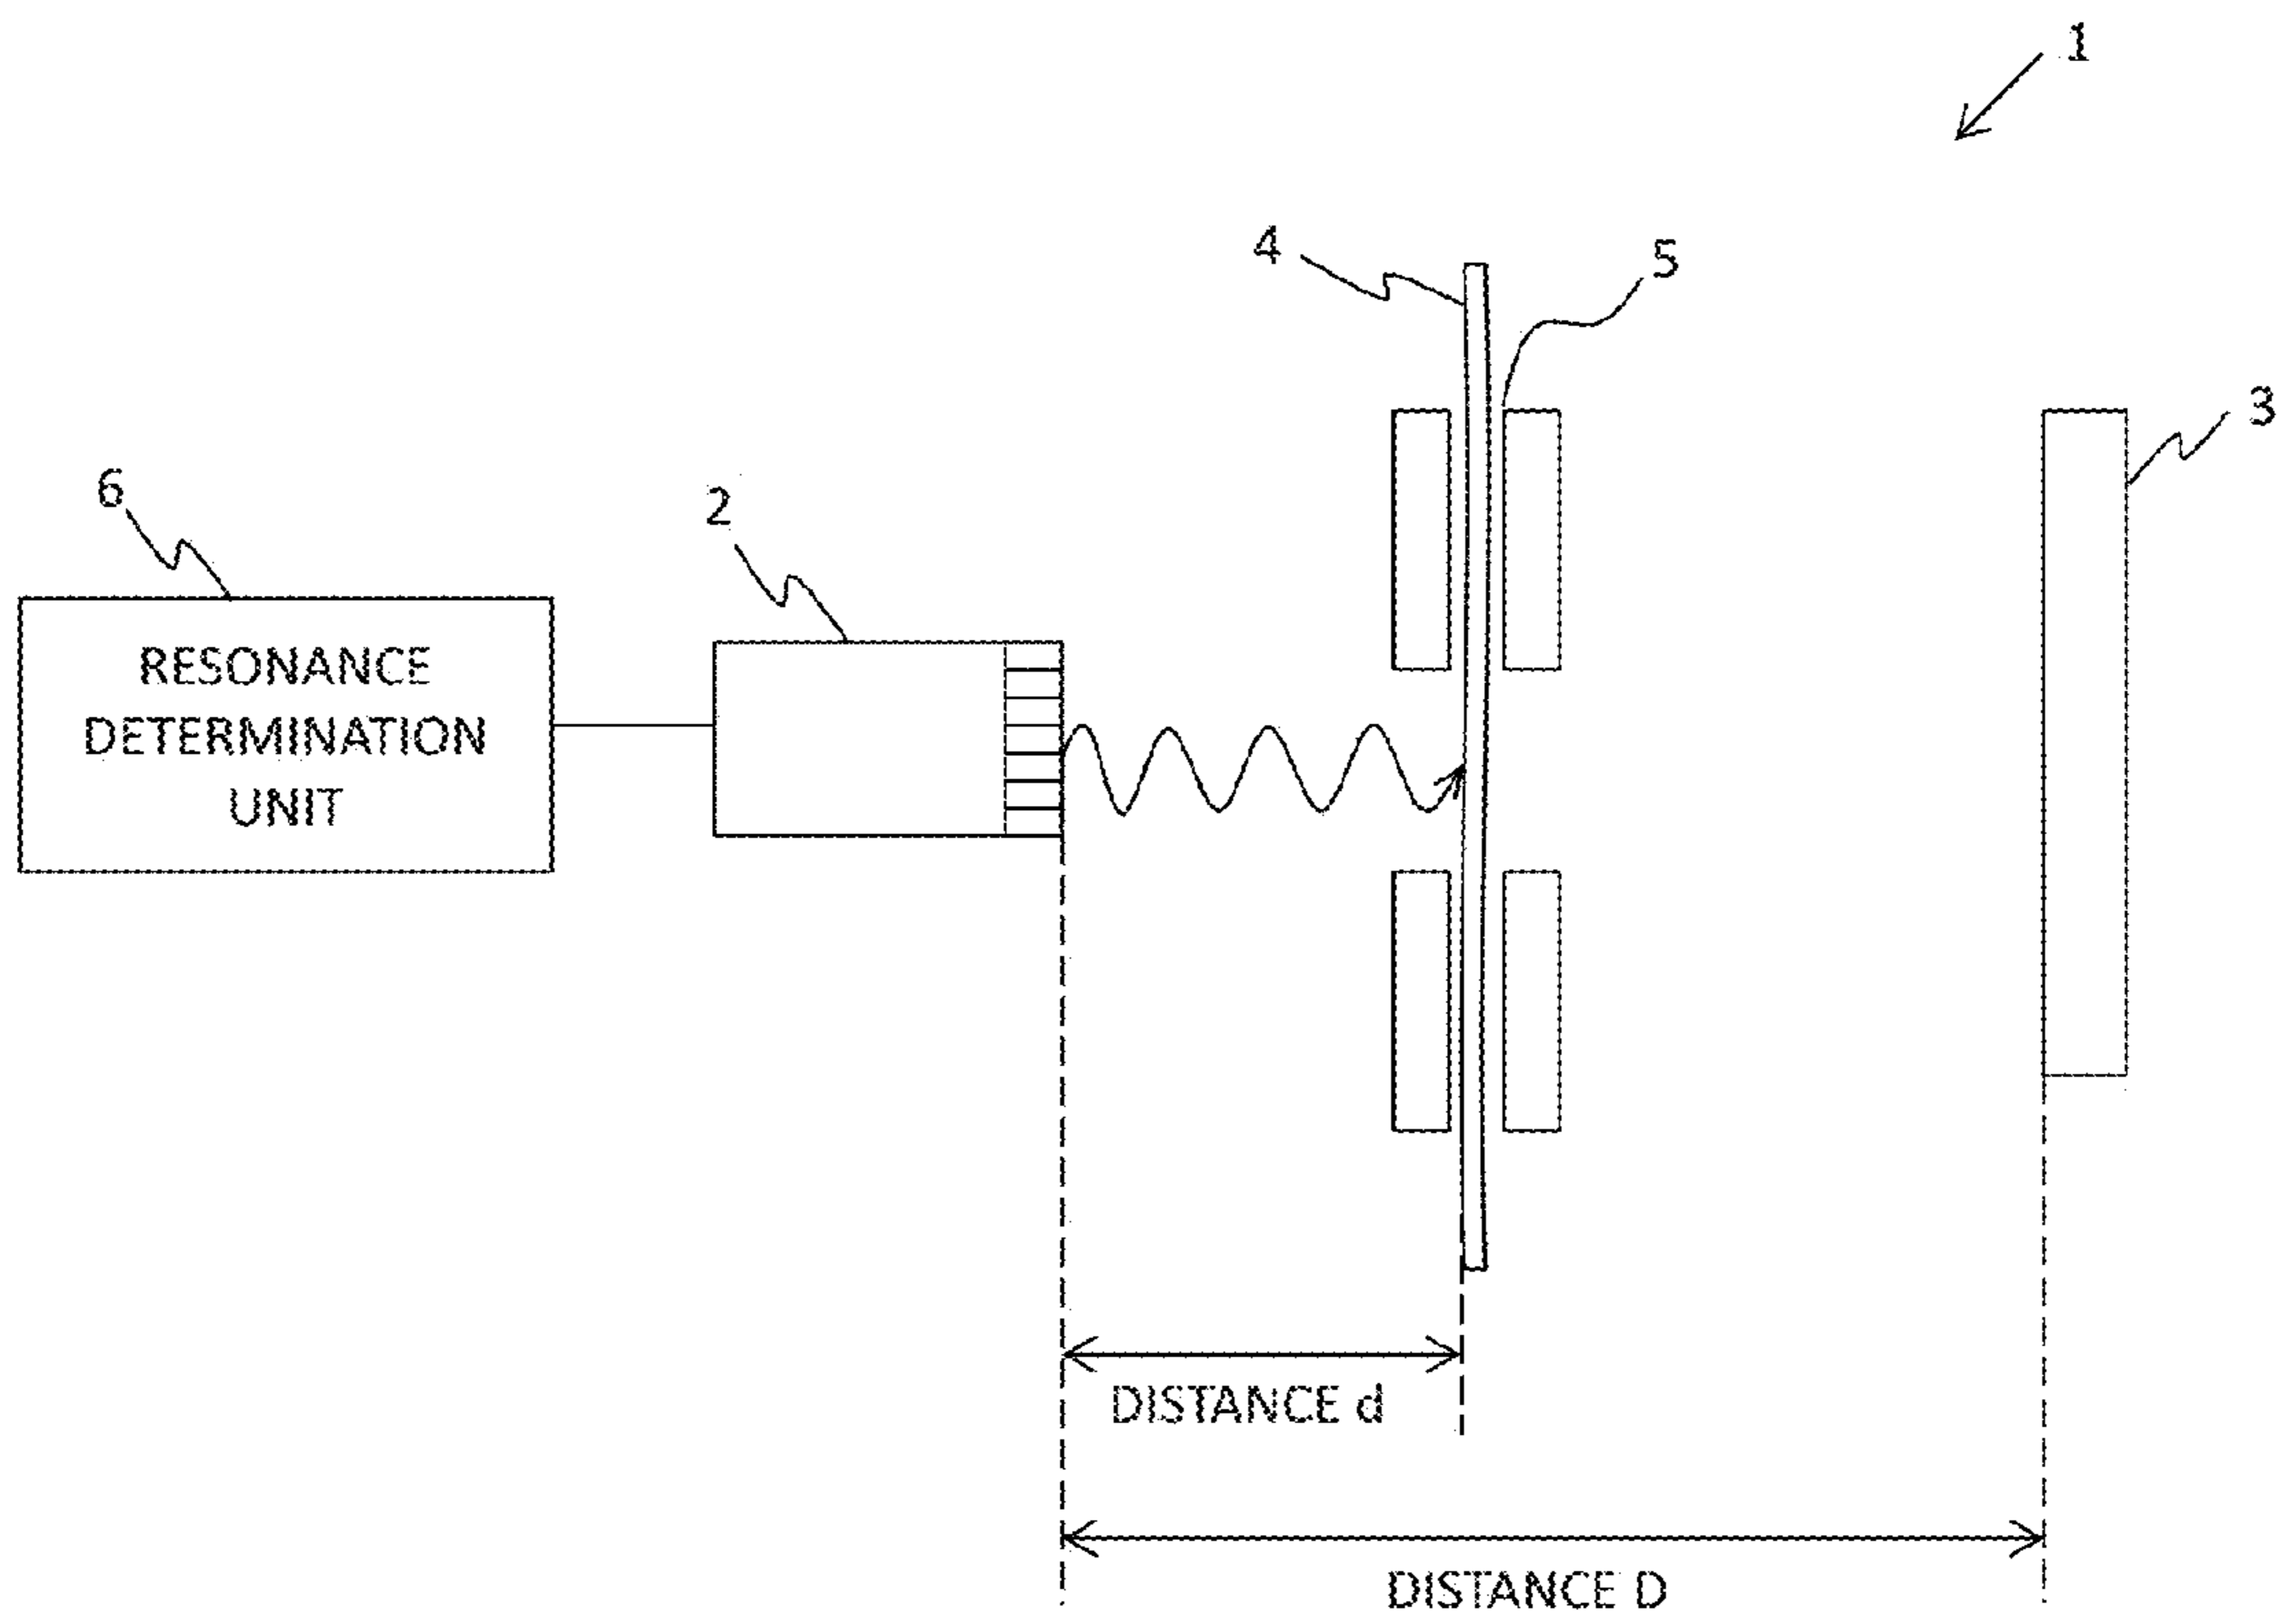 1
4
5
3
6
2
RESONANCE
DETERMINATION
UNIT
DISTANCE d
DISTANCE D